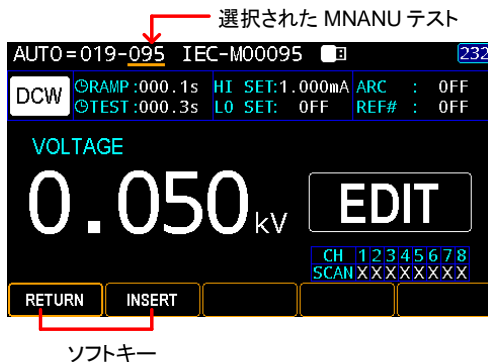 選択された MNANU テスト
AUTO=019-095 IEC-M00095 232
DCW RAMP:000.1s HI SET:1.000mA ARC : OFF
TEST:000.3s LO SET: OFF REF# : OFF
VOLTAGE
0.050kV EDIT
CH 12345678
SCAN XXXXXXXX
RETURN INSERT
ソフトキー